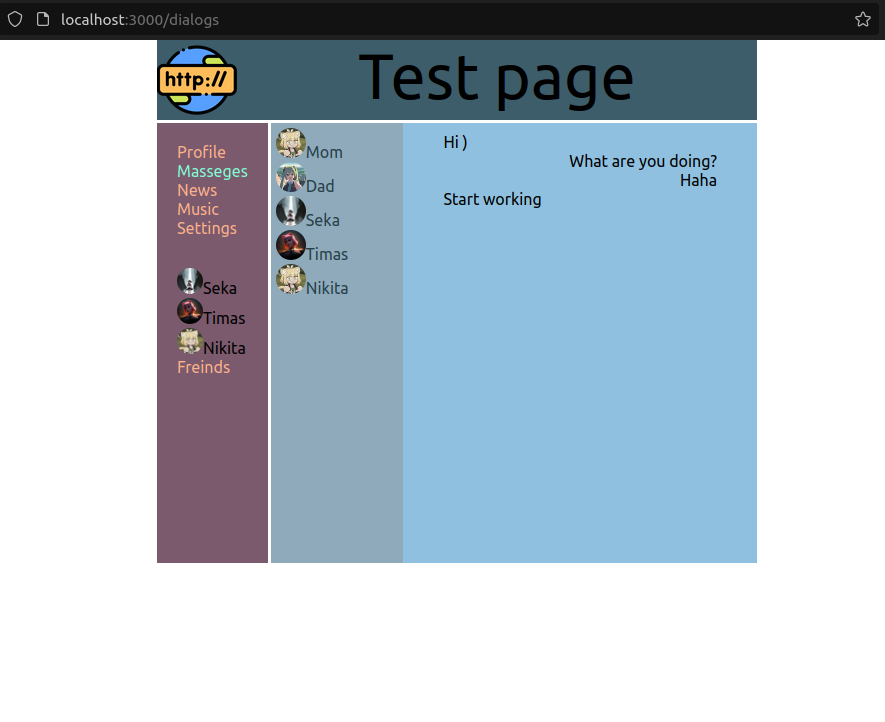 localhost:3000/dialogs
http://
Test page
Profile
Masseges
News
Music
Settings
Seka
Timas
Nikita
Freinds
Mom
Dad
Seka
Timas
Nikita
Hi )
What are you doing?
Haha
Start working